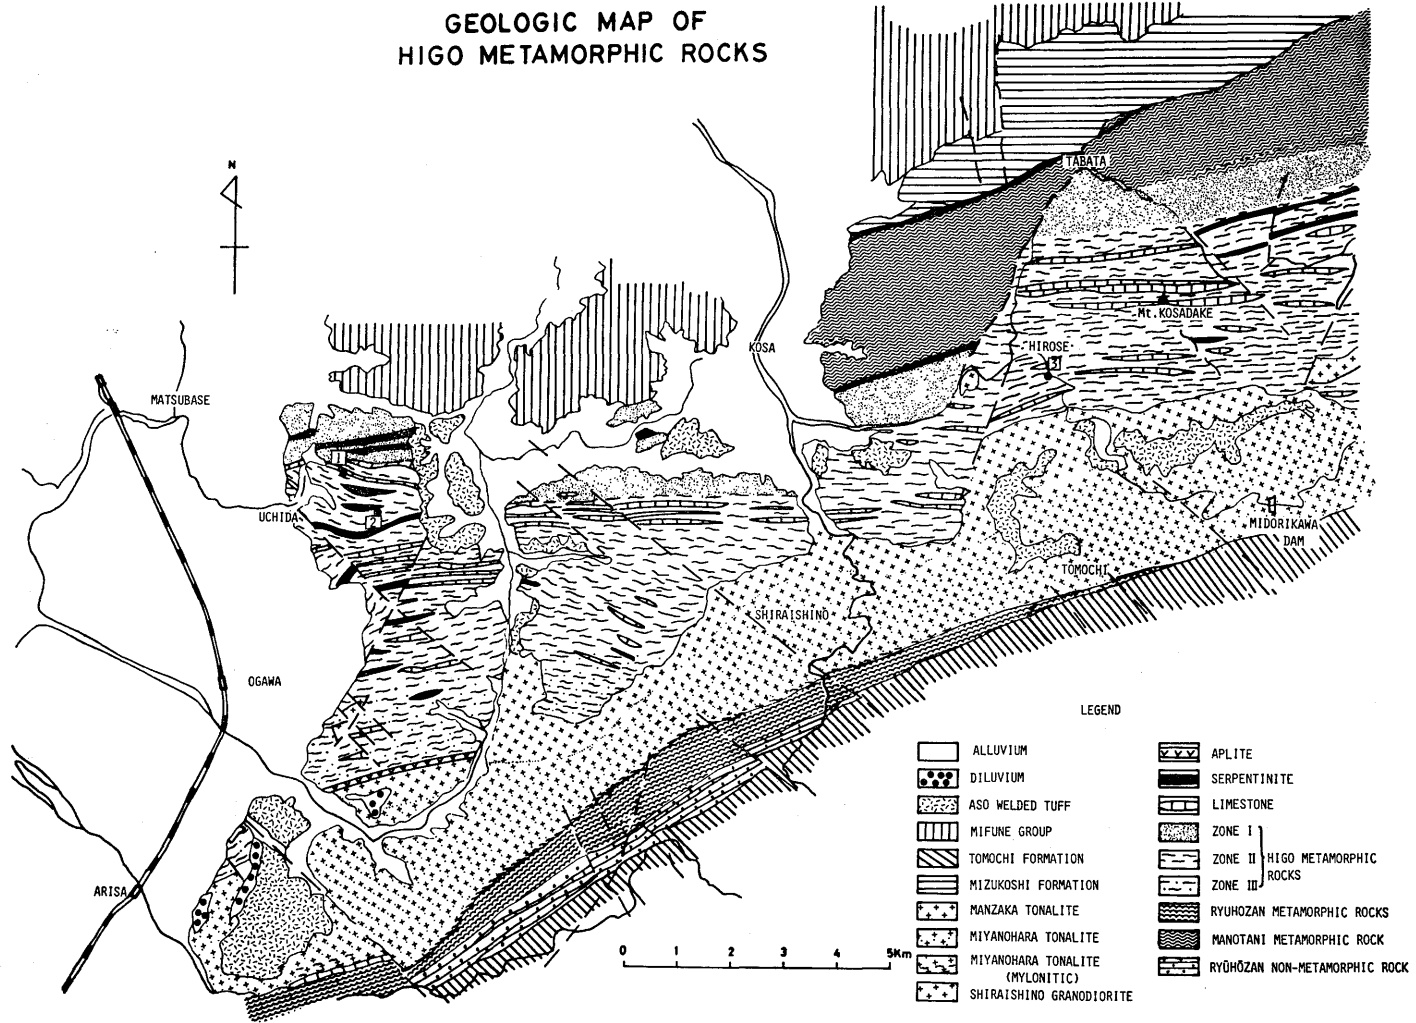 GEOLOGIC MAP OF
HIGO METAMORPHIC ROCKS
N
TABATA
Mt.KOSADAKE
KOSA
HIROSE
3
MATSUBASE
1
UCHIDA
2
MIDORIKAWA
DAM
TOMOCHI
SHIRAISHINO
OGAWA
ARISA
LEGEND
ALLUVIUM
DILUVIUM
ASO WELDED TUFF
MIFUNE GROUP
TOMOCHI FORMATION
MIZUKOSHI FORMATION
MANZAKA TONALITE
MIYANOHARA TONALITE
MIYANOHARA TONALITE
(MYLONITIC)
SHIRAISHINO GRANODIORITE
APLITE
SERPENTINITE
LIMESTONE
ZONE I
ZONE II
ZONE III
HIGO METAMORPHIC
ROCKS
RYUHOZAN METAMORPHIC ROCKS
MANOTANI METAMORPHIC ROCK
RYŪHŌZAN NON-METAMORPHIC ROCK
0 1 2 3 4 5Km